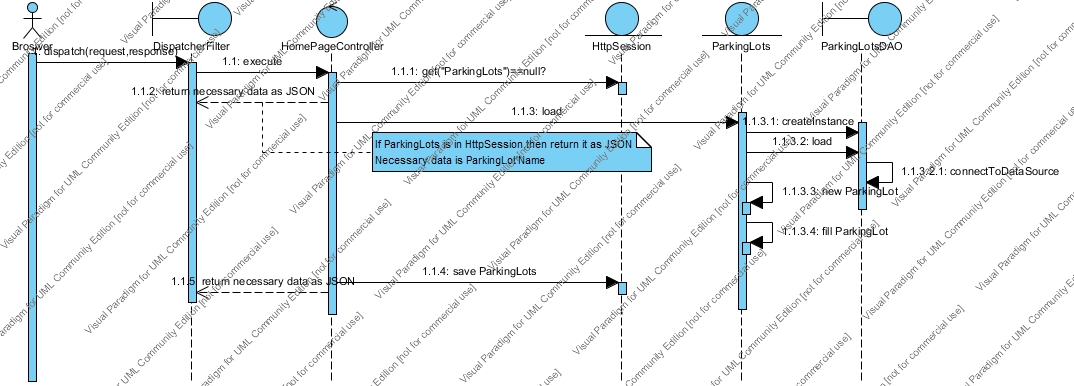 Broswer
DispatcherFilter
HomePageController
HttpSession
ParkingLots
ParkingLotsDAO
dispatch(request,response)
1.1: execute
1.1.1: get("ParkingLots")==null?
1.1.2: return necessary data as JSON
1.1.3: load
1.1.3.1: createInstance
1.1.3.2: load
If ParkingLots is in HttpSession,then return it as JSON
Necessary data is ParkingLotName
1.1.3.2.1: connectToDataSource
1.1.3.3: new ParkingLot
1.1.3.4: fill ParkingLot
1.1.4: save ParkingLots
1.1.5: return necessary data as JSON
Visual Paradigm for UML Community Edition [not for commercial use]